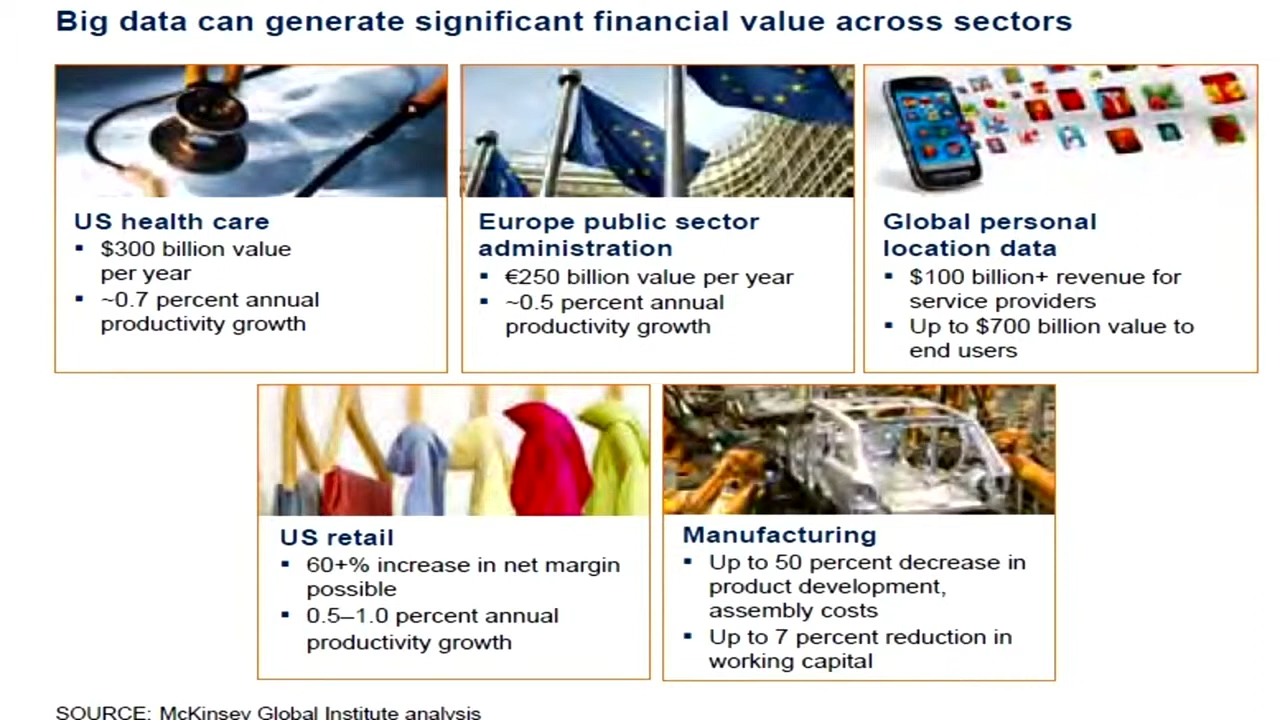 Big data can generate significant financial value across sectors
US health care
▪ $300 billion value
per year
▪ ~0.7 percent annual
productivity growth
Europe public sector
administration
▪ €250 billion value per year
▪ ~0.5 percent annual
productivity growth
Global personal
location data
▪ $100 billion+ revenue for
service providers
▪ Up to $700 billion value to
end users
US retail
▪ 60+% increase in net margin
possible
▪ 0.5–1.0 percent annual
productivity growth
Manufacturing
▪ Up to 50 percent decrease in
product development,
assembly costs
▪ Up to 7 percent reduction in
working capital
SOURCE: McKinsey Global Institute analysis